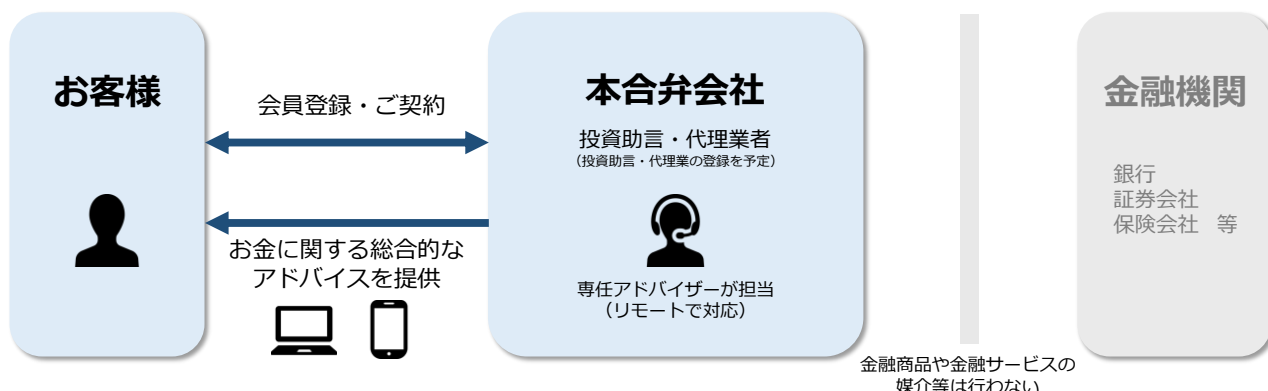 お客様
会員登録・ご契約
お金に関する総合的な
アドバイスを提供
本合弁会社
投資助言・代理業者
(投資助言・代理業の登録を予定)
専任アドバイザーが担当
(リモートで対応)
金融商品や金融サービスの
媒介等は行わない
金融機関
銀行
証券会社
保険会社 等